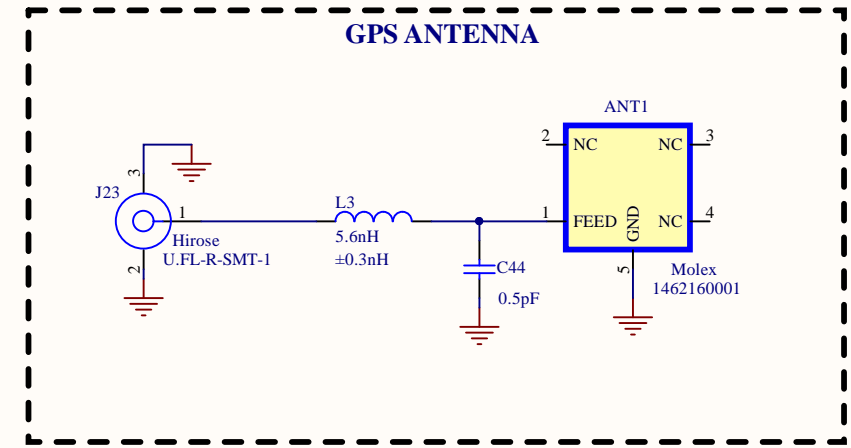 GPS ANTENNA
ANT1
2
NC
NC
3
3
J23
1
L3
1
FEED
GND
NC
4
Hirose
U.FL-R-SMT-1
5.6nH
±0.3nH
2
C44
0.5pF
5
Molex
1462160001